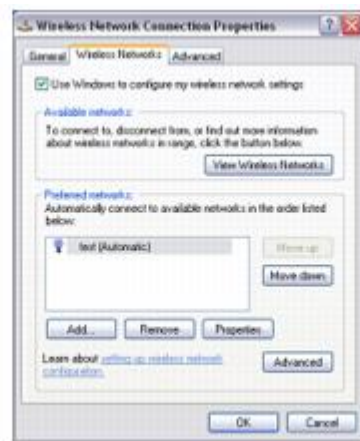 Wireless Network Connection Properties
General Wireless Networks Advanced
Use Windows to configure my wireless network settings
Available networks:
To connect to, disconnect from, or find out more information
about wireless networks in range, click the button below.
View Wireless Networks
Preferred networks:
Automatically connect to available networks in the order listed
below:
(Automatic)
Move up
Move down
Add... Remove Properties
Learn about setting up wireless network
configuration.
Advanced
OK Cancel